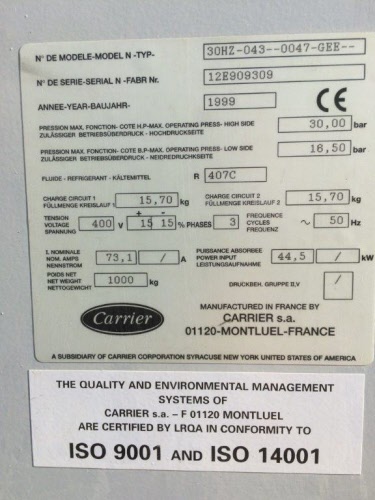 N° DE MODELE-MODEL N -TYP- 30HZ-043--0047-GEE--
N° DE SERIE-SERIAL N -FABR Nr. 12E909309
ANNEE-YEAR-BAUJAHR- 1999 CE
PRESSION MAX. FONCTION- COTE H.P-MAX. OPERATING PRESS- HIGH SIDE 30,00 bar
ZULÄSSIGER BETRIEBSÜBERDRUCK - HOCHDRUCKSEITE
PRESSION MAX. FONCTION- COTE B.P-MAX. OPERATING PRESS- LOW SIDE 16,50 bar
ZULÄSSIGER BETRIEBSÜBERDRUCK - NEIDREDRUCKSEITE
FLUIDE - REFRIGERANT - KÄLTEMITTEL R 407C
CHARGE CIRCUIT 1 15,70 kg CHARGE CIRCUIT 2 15,70 kg
FÜLLMENGE KREISLAUF 1 FÜLLMENGE KREISLAUF 2
TENSION + - FREQUENCE
VOLTAGE 400 V 15 15 % PHASES 3 CYCLES ~ 50 Hz
SPANNUNG FREQUENZ
I. NOMINALE PUISSANCE ABSORBEE
NOM. AMPS 73,1 / A POWER INPUT 44,5 / kW
NENNSTROM LEISTUNGSAUFNAHME
POIDS NET
NET WEIGHT 1000 kg DRUCKBEH. GRUPPE II,V /
NETTOGEWICHT
Carrier
MANUFACTURED IN FRANCE BY
CARRIER s.a.
01120-MONTLUEL-FRANCE
A SUBSIDIARY OF CARRIER CORPORATION SYRACUSE NEW YORK UNITED STATES OF AMERICA
THE QUALITY AND ENVIRONMENTAL MANAGEMENT
SYSTEMS OF
CARRIER s.a. – F 01120 MONTLUEL
ARE CERTIFIED BY LRQA IN CONFORMITY TO
ISO 9001 AND ISO 14001